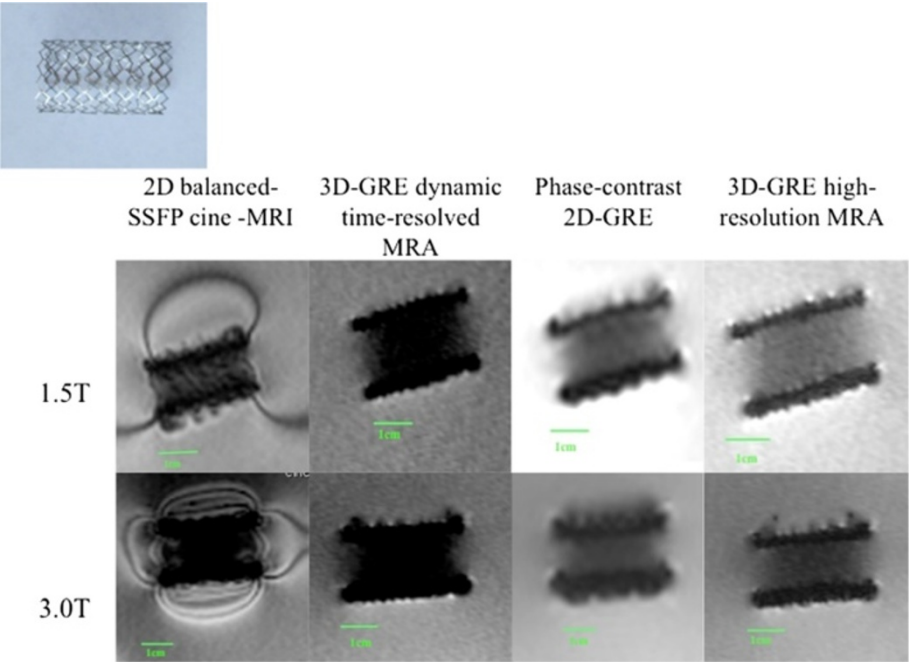 2D balanced-
SSFP cine -MRI
3D-GRE dynamic
time-resolved
MRA
Phase-contrast
2D-GRE
3D-GRE high-
resolution MRA
1.5T
1cm
1cm
1cm
3.0T
1cm
1cm
1cm